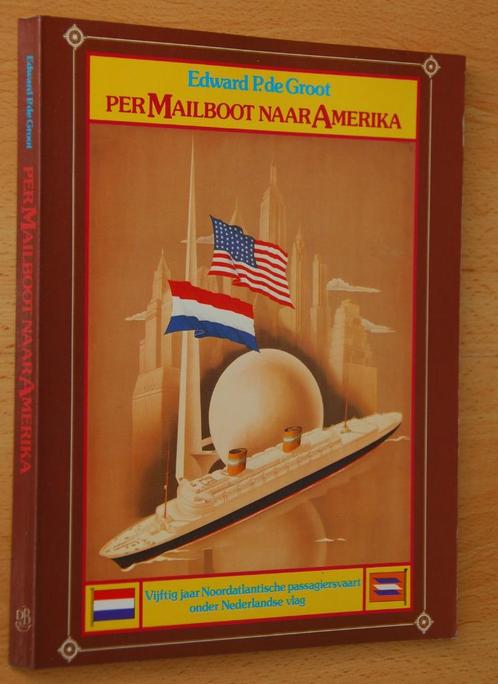 Edward P. de Groot
PER MAILBOOT NAAR AMERIKA
Vijftig jaar Noordatlantische passagiersvaart
onder Nederlandse vlag
Edward P. de Groot
PER MAILBOOT NAAR AMERIKA